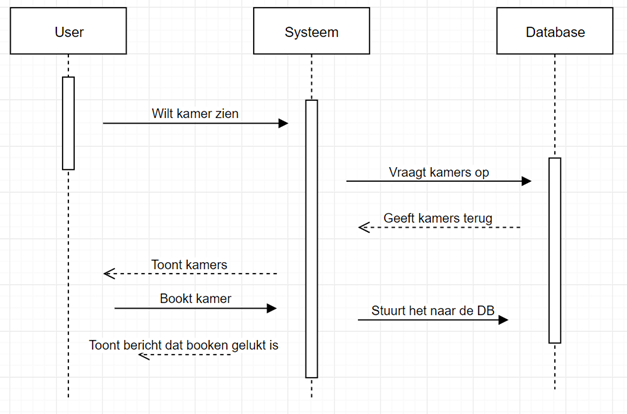 User
Systeem
Database
Wilt kamer zien
Vraagt kamers op
Geeft kamers terug
Toont kamers
Bookt kamer
Stuurt het naar de DB
Toont bericht dat booken gelukt is